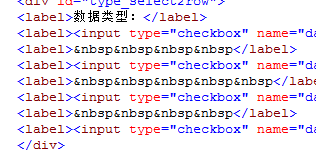 <div id="type_select2row">
<label>数据类型：</label>
<label><input type="checkbox" name="da
<label>&nbsp&nbsp&nbsp&nbsp</label>
<label><input type="checkbox" name="da
<label>&nbsp&nbsp&nbsp&nbsp&nbsp</label
<label><input type="checkbox" name="da
<label>&nbsp&nbsp&nbsp&nbsp</label>
<label><input type="checkbox" name="da
</div>